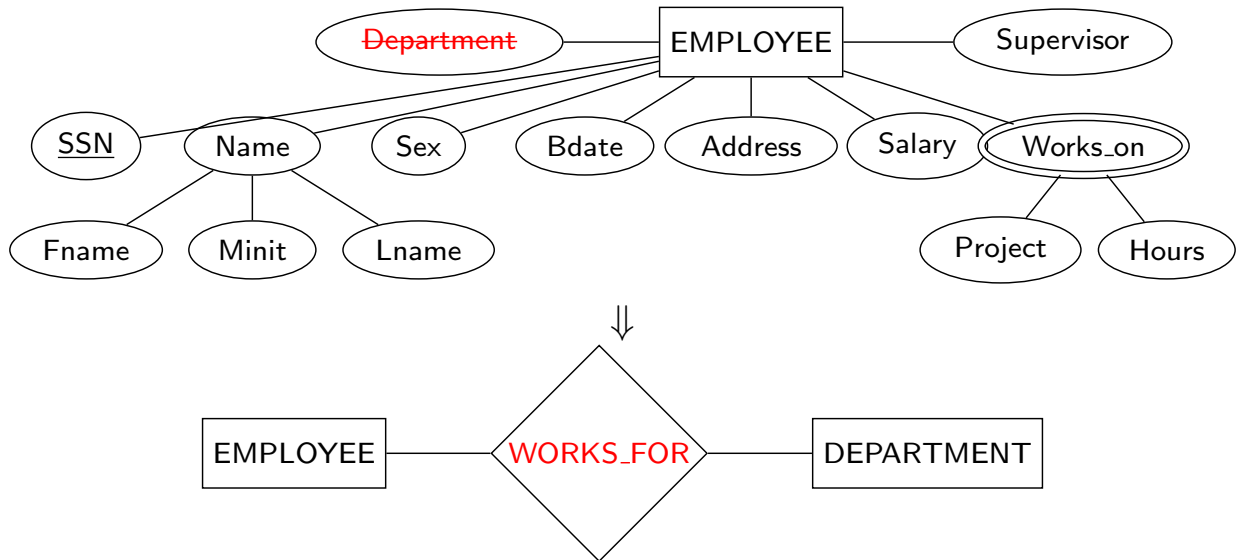 Department EMPLOYEE Supervisor
SSN Name Sex Bdate Address Salary Works_on
Fname Minit Lname Project Hours
⇓
EMPLOYEE WORKS_FOR DEPARTMENT